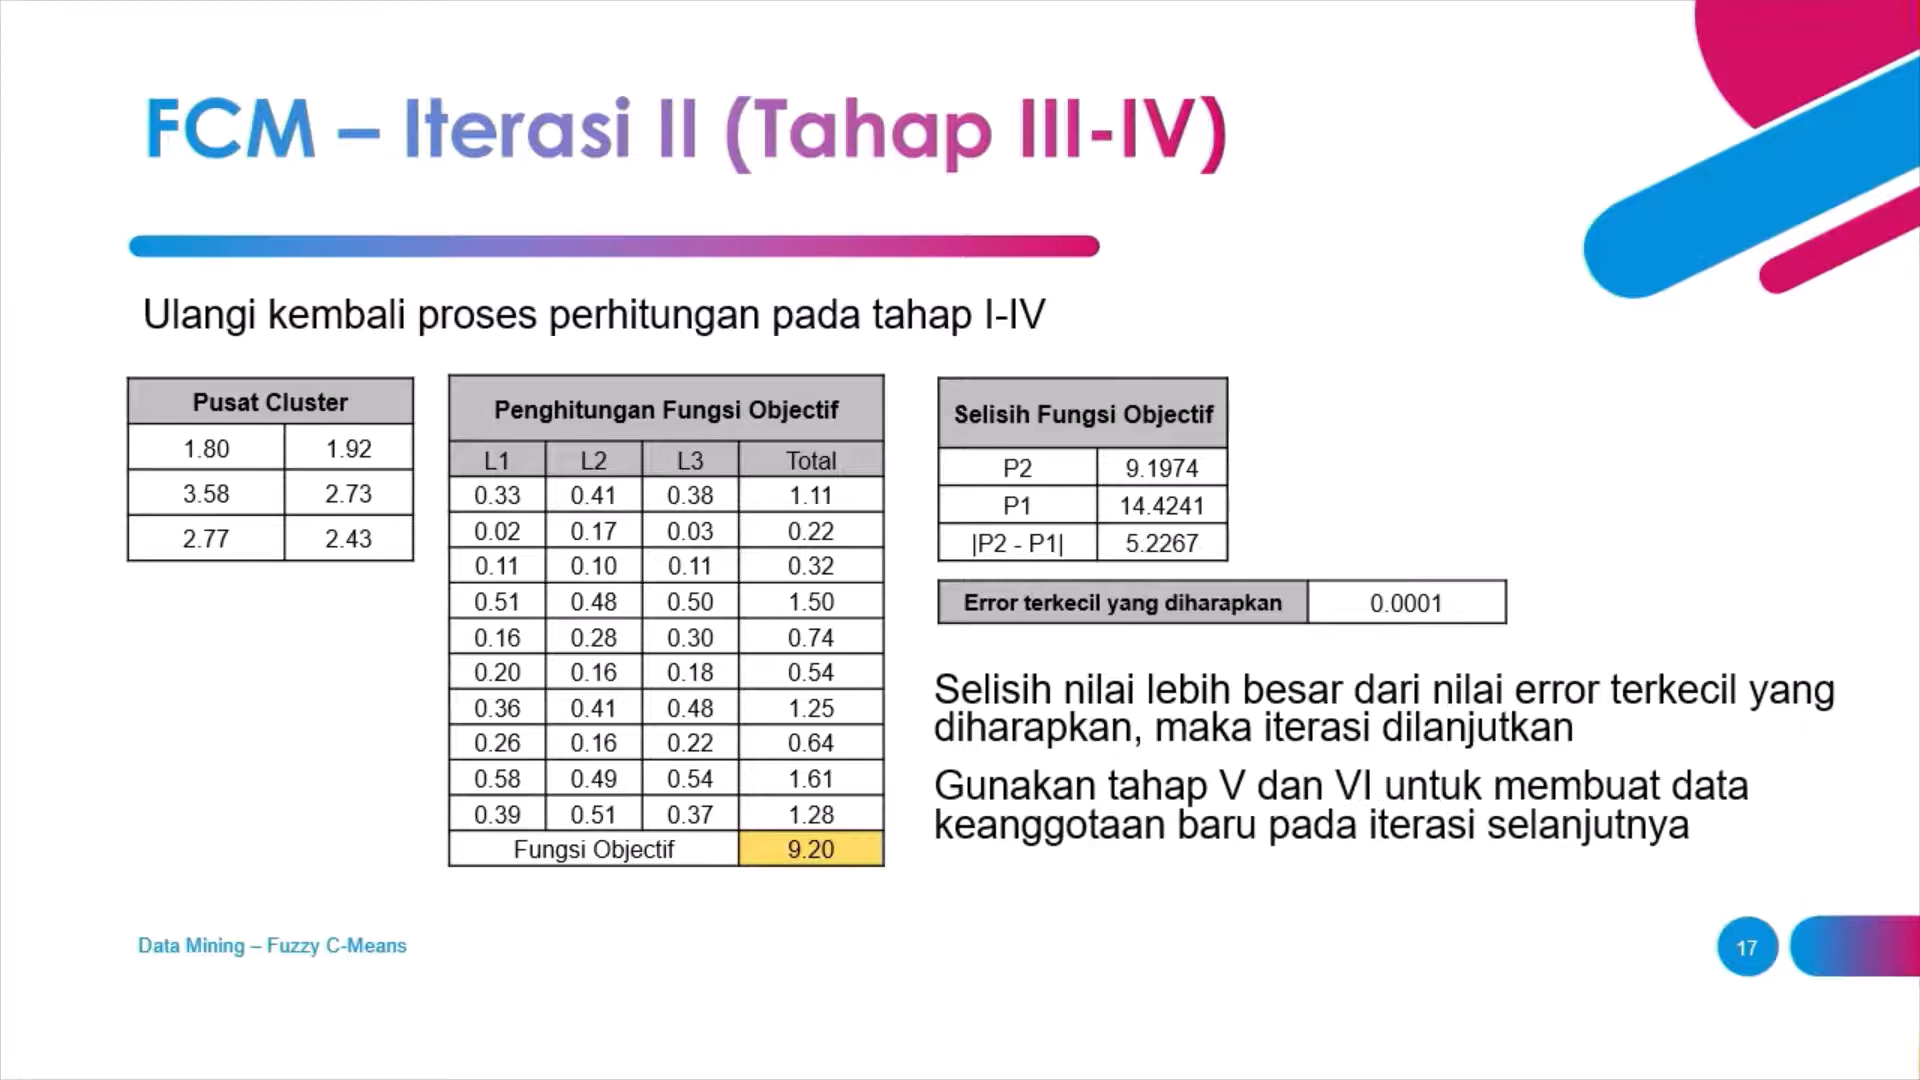 FCM – Iterasi II (Tahap III-IV)
Ulangi kembali proses perhitungan pada tahap I-IV
Pusat Cluster
1.80 1.92
3.58 2.73
2.77 2.43
Penghitungan Fungsi Objectif
L1 L2 L3 Total
0.33 0.41 0.38 1.11
0.02 0.17 0.03 0.22
0.11 0.10 0.11 0.32
0.51 0.48 0.50 1.50
0.16 0.28 0.30 0.74
0.20 0.16 0.18 0.54
0.36 0.41 0.48 1.25
0.26 0.16 0.22 0.64
0.58 0.49 0.54 1.61
0.39 0.51 0.37 1.28
Fungsi Objectif 9.20
Selisih Fungsi Objectif
P2 9.1974
P1 14.4241
|P2 - P1| 5.2267
Error terkecil yang diharapkan 0.0001
Selisih nilai lebih besar dari nilai error terkecil yang
diharapkan, maka iterasi dilanjutkan
Gunakan tahap V dan VI untuk membuat data
keanggotaan baru pada iterasi selanjutnya
Data Mining – Fuzzy C-Means
17